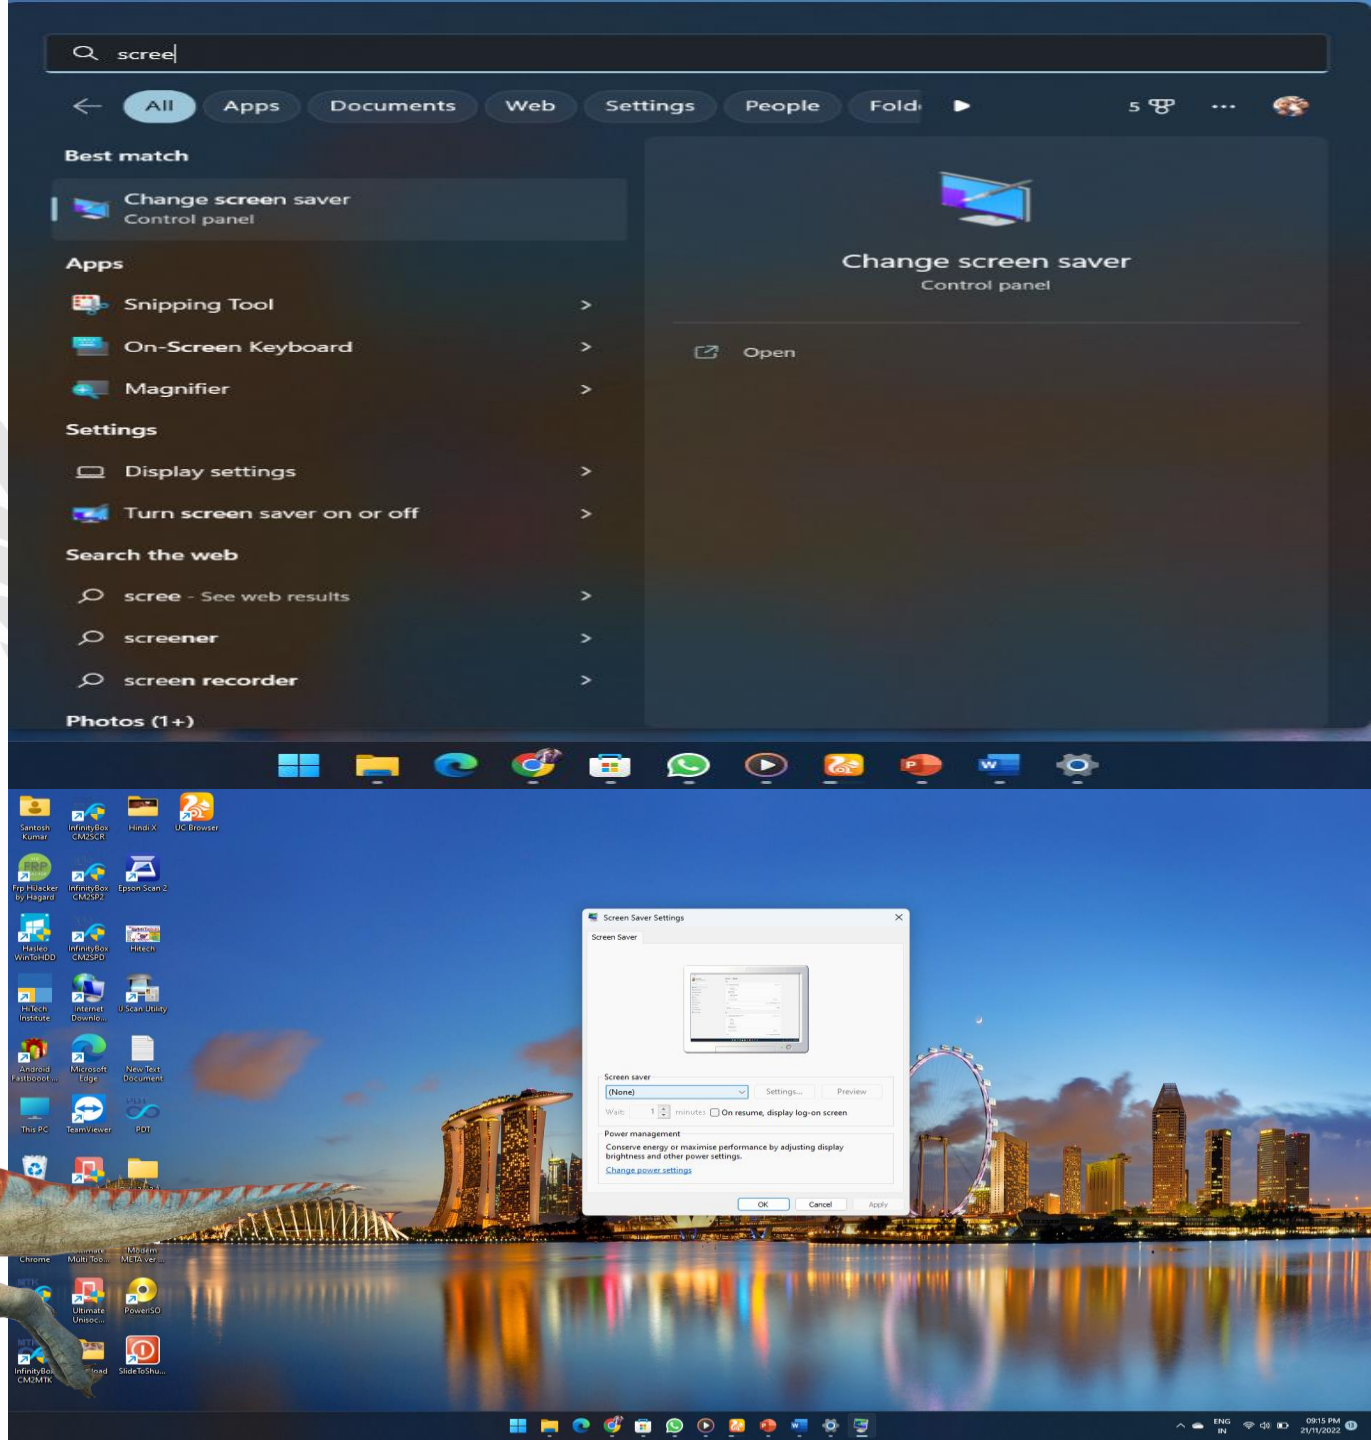 scree
All Apps Documents Web Settings People Fold 5
Best match
Change screen saver
Control panel
Apps
Snipping Tool
On-Screen Keyboard
Magnifier
Settings
Display settings
Turn screen saver on or off
Search the web
scree - See web results
screener
screen recorder
Photos (1+)
Change screen saver
Control panel
Open
Santosh
Kumar
InfinityBox
CM2SCR
Hindi X
UC Browser
FRP
Frp HiJacker
by Hagard
InfinityBox
CM2SP2
Epson Scan 2
Hasleo
WinToHDD
InfinityBox
CM2SPD
Hitech
HiTech
Institute
Internet
Downlo...
U Scan Utility
Android
Fastbooot ...
Microsoft
Edge
New Text
Document
This PC
TeamViewer
PDT
Chrome
Ultimate
Multi Too...
Modem
META ver ...
MTK
Ultimate
Unisoc...
PowerISO
MTK
InfinityBox
CM2MTK
load
SlideToShu...
Screen Saver Settings
Screen Saver
Screen saver
(None)
Settings...
Preview
Wait: 1 minutes On resume, display log-on screen
Power management
Conserve energy or maximise performance by adjusting display
brightness and other power settings.
Change power settings
OK Cancel Apply
ENG
IN
09:15 PM
21/11/2022